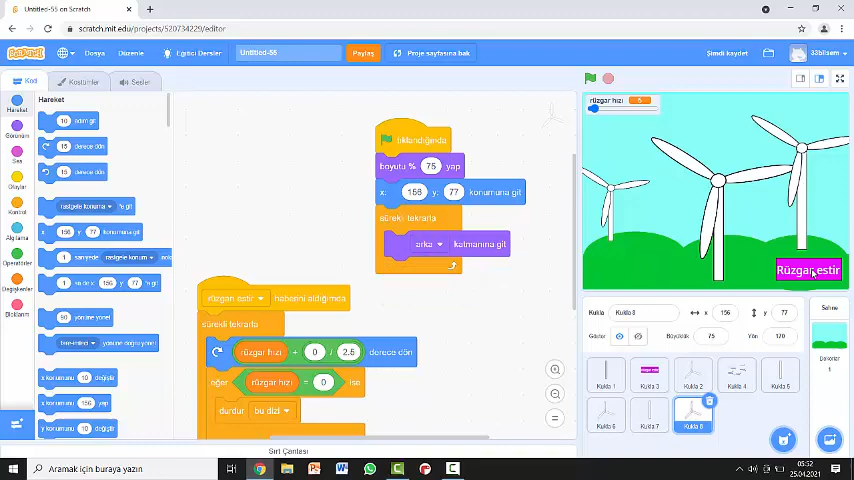 Untitled-55 on Scratch
scratch.mit.edu/projects/520734229/editor
SCRATCH
Dosya
Düzenle
Eğitici Dersler
Untitled-55
Paylaş
Proje sayfasına bak
Şimdi kaydet
33bilsem
Kod
Kostümler
Sesler
Hareket
Hareket
Görünüm
Ses
Olaylar
Kontrol
Algılama
Operatörler
Değişkenler
Bloklarım
10 adım git
15 derece dön
15 derece dön
rastgele konuma 'e git
x: 156 y: 77 konumuna git
1 saniyede rastgele konum
1 sn.de x: 156 y: 77 'e git
90 yönüne yönel
fare-imleci yönüne doğru yönel
x konumunu 10 değiştir
x konumunu 156 yap
y konumunu 10 değiştir
tıklandığında
boyutu % 75 yap
x: 156 y: 77 konumuna git
sürekli tekrarla
arka katmanına git
rüzgarı estir haberini aldığımda
sürekli tekrarla
rüzgar hızı + 0 / 2.5 derece dön
eğer rüzgar hızı = 0 ise
durdur bu dizi
Sırt Çantası
rüzgar hızı 5
Rüzgar estir
Kukla Kukla 8 x 156 y 77
Göster Büyüklük 75 Yön 170
Sahne
Dekorlar
1
Kukla 1
Kukla 3
Kukla 2
Kukla 4
Kukla 5
Kukla 6
Kukla 7
Kukla 8
Aramak için buraya yazın
05:52
25.04.2021